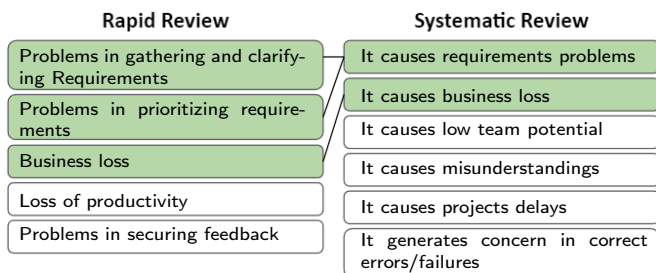 Rapid Review
Problems in gathering and clarify-
ing Requirements
Problems in prioritizing require-
ments
Business loss
Loss of productivity
Problems in securing feedback
Systematic Review
It causes requirements problems
It causes business loss
It causes low team potential
It causes misunderstandings
It causes projects delays
It generates concern in correct
errors/failures